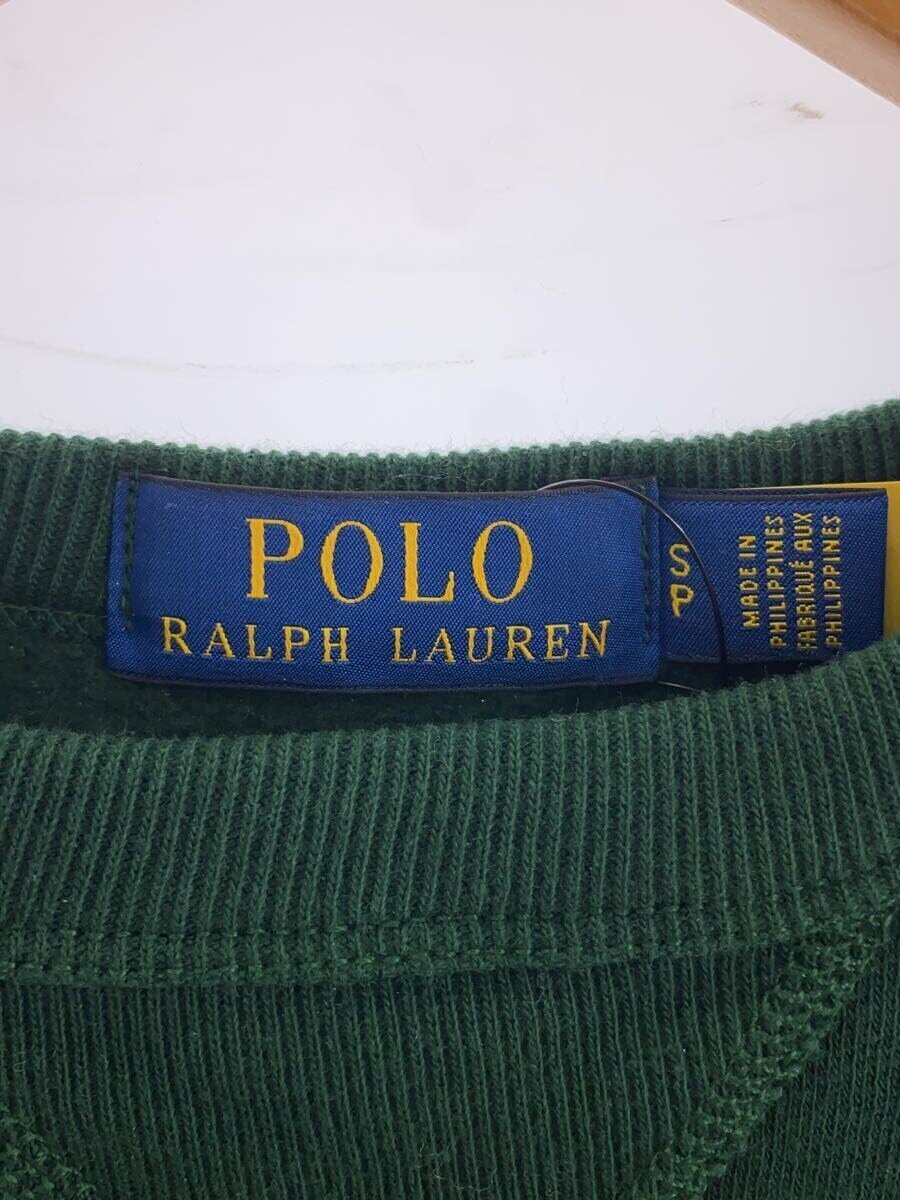 POLO
RALPH LAUREN
S
P
MADE IN
PHILIPPINES
FABRIQUÉ AUX
PHILIPPINES